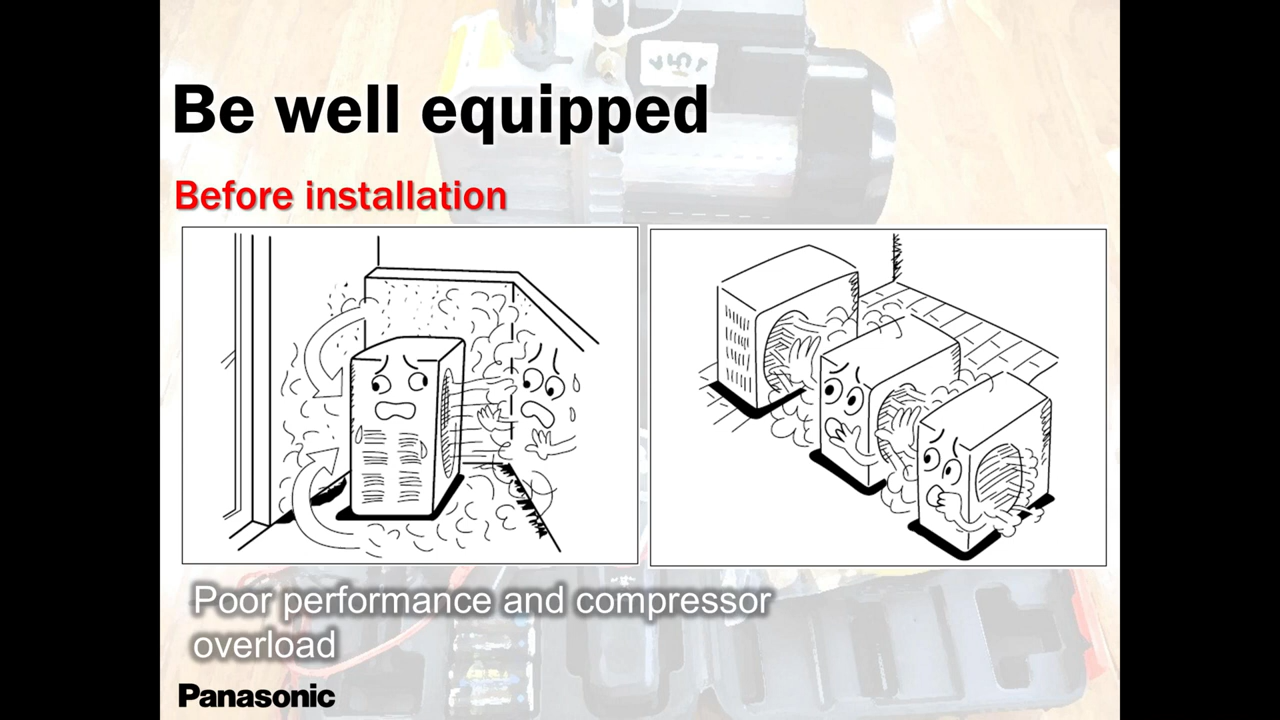 Be well equipped
Before installation
Poor performance and compressor
overload
Panasonic